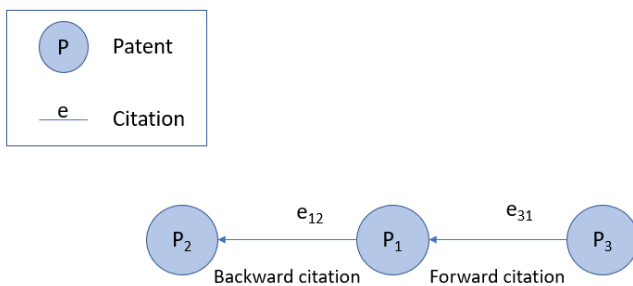 P Patent
e Citation
e12 e31
P2 P1 P3
Backward citation Forward citation